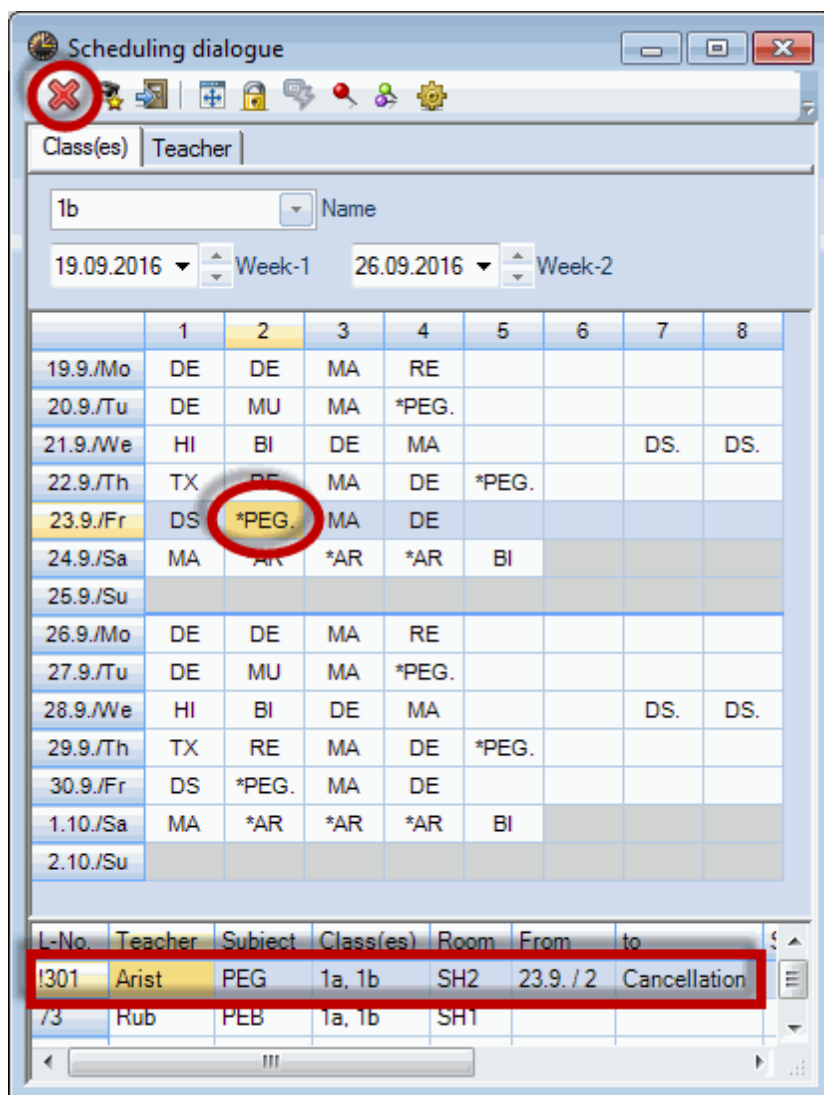 Scheduling dialogue
Class(es) Teacher
1b Name
19.09.2016 Week-1 26.09.2016 Week-2
1 2 3 4 5 6 7 8
19.9./Mo DE DE MA RE
20.9./Tu DE MU MA *PEG.
21.9./We HI BI DE MA DS. DS.
22.9./Th TX RE MA DE *PEG.
23.9./Fr DS *PEG. MA DE
24.9./Sa MA *AR *AR *AR BI
25.9./Su
26.9./Mo DE DE MA RE
27.9./Tu DE MU MA *PEG.
28.9./We HI BI DE MA DS. DS.
29.9./Th TX RE MA DE *PEG.
30.9./Fr DS *PEG. MA DE
1.10./Sa MA *AR *AR *AR BI
2.10./Su
L-No. Teacher Subject Class(es) Room From to
!301 Arist PEG 1a, 1b SH2 23.9. / 2 Cancellation
73 Rub PEB 1a, 1b SH1